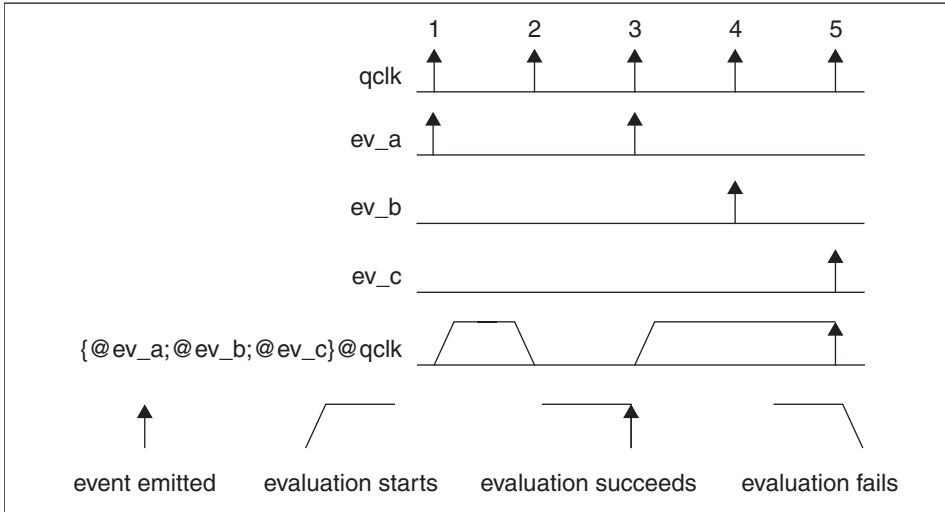 1 2 3 4 5
qclk
ev_a
ev_b
ev_c
{@ev_a;@ev_b;@ev_c}@qclk
event emitted evaluation starts evaluation succeeds evaluation fails